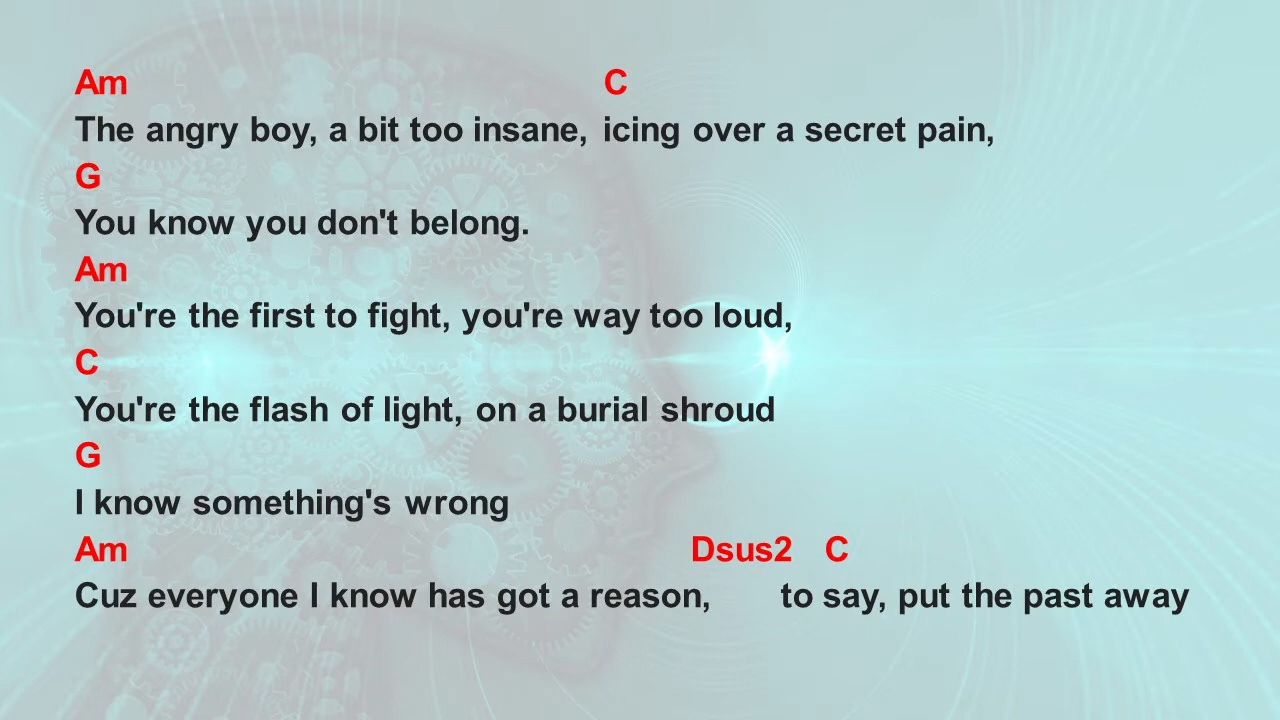 Am C
The angry boy, a bit too insane, icing over a secret pain,
G
You know you don't belong.
Am
You're the first to fight, you're way too loud,
C
You're the flash of light, on a burial shroud
G
I know something's wrong
Am Dsus2 C
Cuz everyone I know has got a reason, to say, put the past away